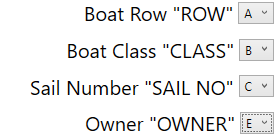 Boat Row "ROW" A
Boat Class "CLASS" B
Sail Number "SAIL NO" C
Owner "OWNER" E